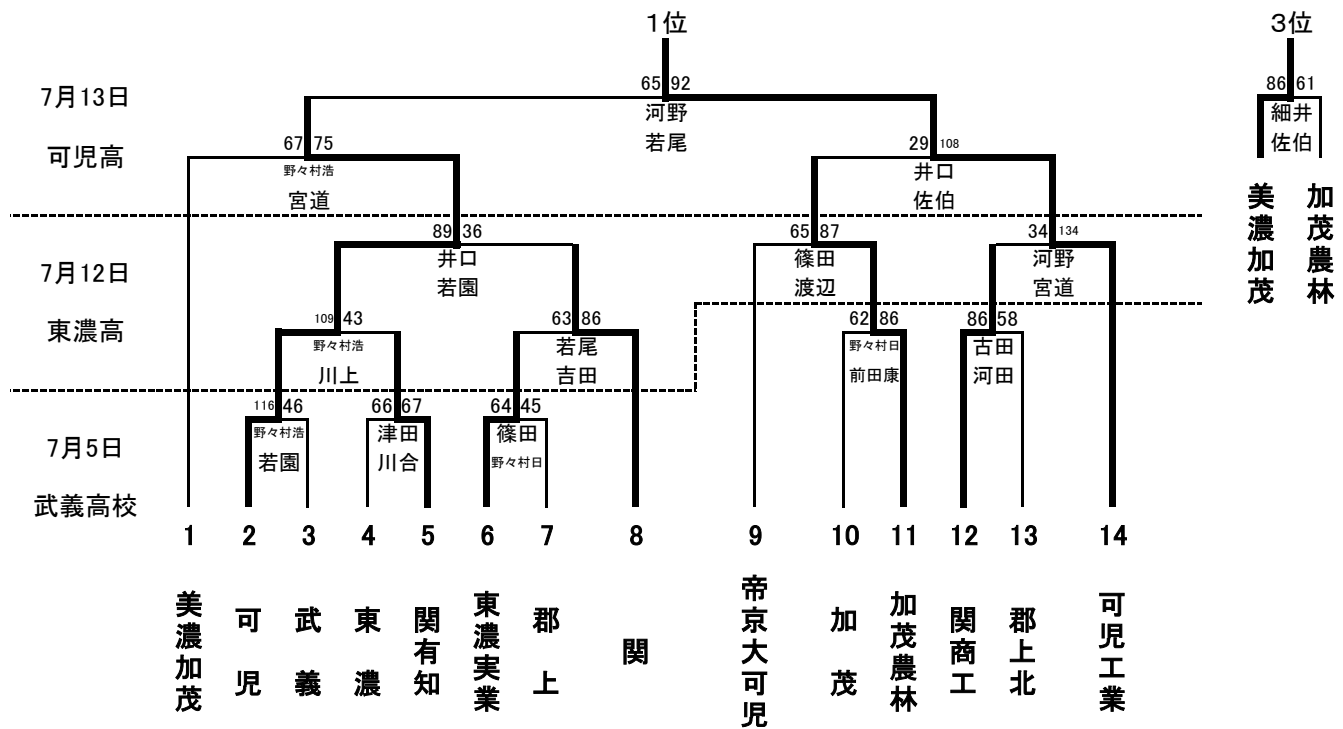 1位
3位
7月13日
65 92
86 61
河野
若尾
細井
佐伯
可児高
67 75
29 108
野々村浩
宮道
井口
佐伯
美濃加茂
加茂農林
7月12日
89 36
65 87
34 134
井口
若園
篠田
渡辺
河野
宮道
東濃高
109 43
63 86
62 86
86 58
野々村浩
川上
若尾
吉田
野々村日
前田康
古田
河田
7月5日
116 46
66 67
64 45
野々村浩
若園
津田
川合
篠田
野々村日
武義高校
1 2 3 4 5 6 7 8 9 10 11 12 13 14
美濃加茂
可児
武義
東濃
関有知
東濃実業
郡上
関
帝京大可児
加茂
加茂農林
関商工
郡上北
可児工業